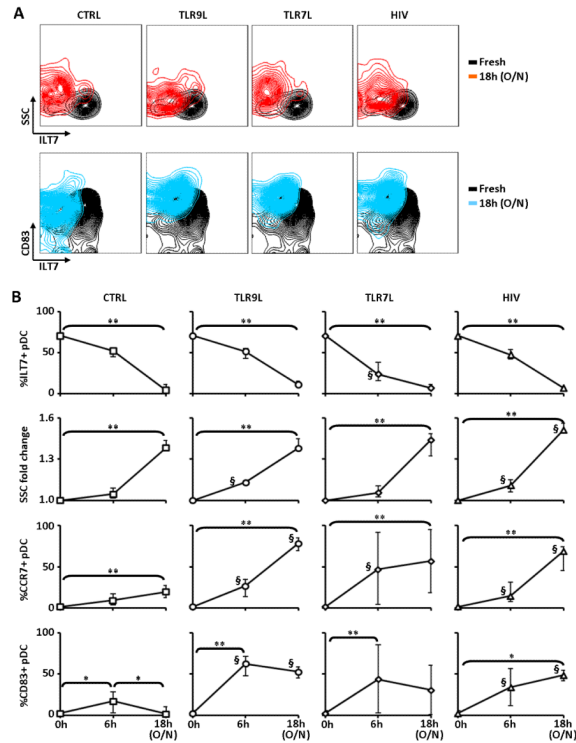 A
CTRL TLR9L TLR7L HIV
SSC
ILT7
Fresh
18h (O/N)
CD83
ILT7
Fresh
18h (O/N)
B
CTRL TLR9L TLR7L HIV
%ILT7+ pDC
100
50
0
** ** ** **
§
SSC fold change
1.6
1.3
1.0
** ** ** **
§ § §
%CCR7+ pDC
100
50
0
** ** ** **
§ § § § §
%CD83+ pDC
100
50
0
* * ** ** *
§ § § §
0h 6h 18h 0h 6h 18h 0h 6h 18h 0h 6h 18h
(O/N) (O/N) (O/N) (O/N)